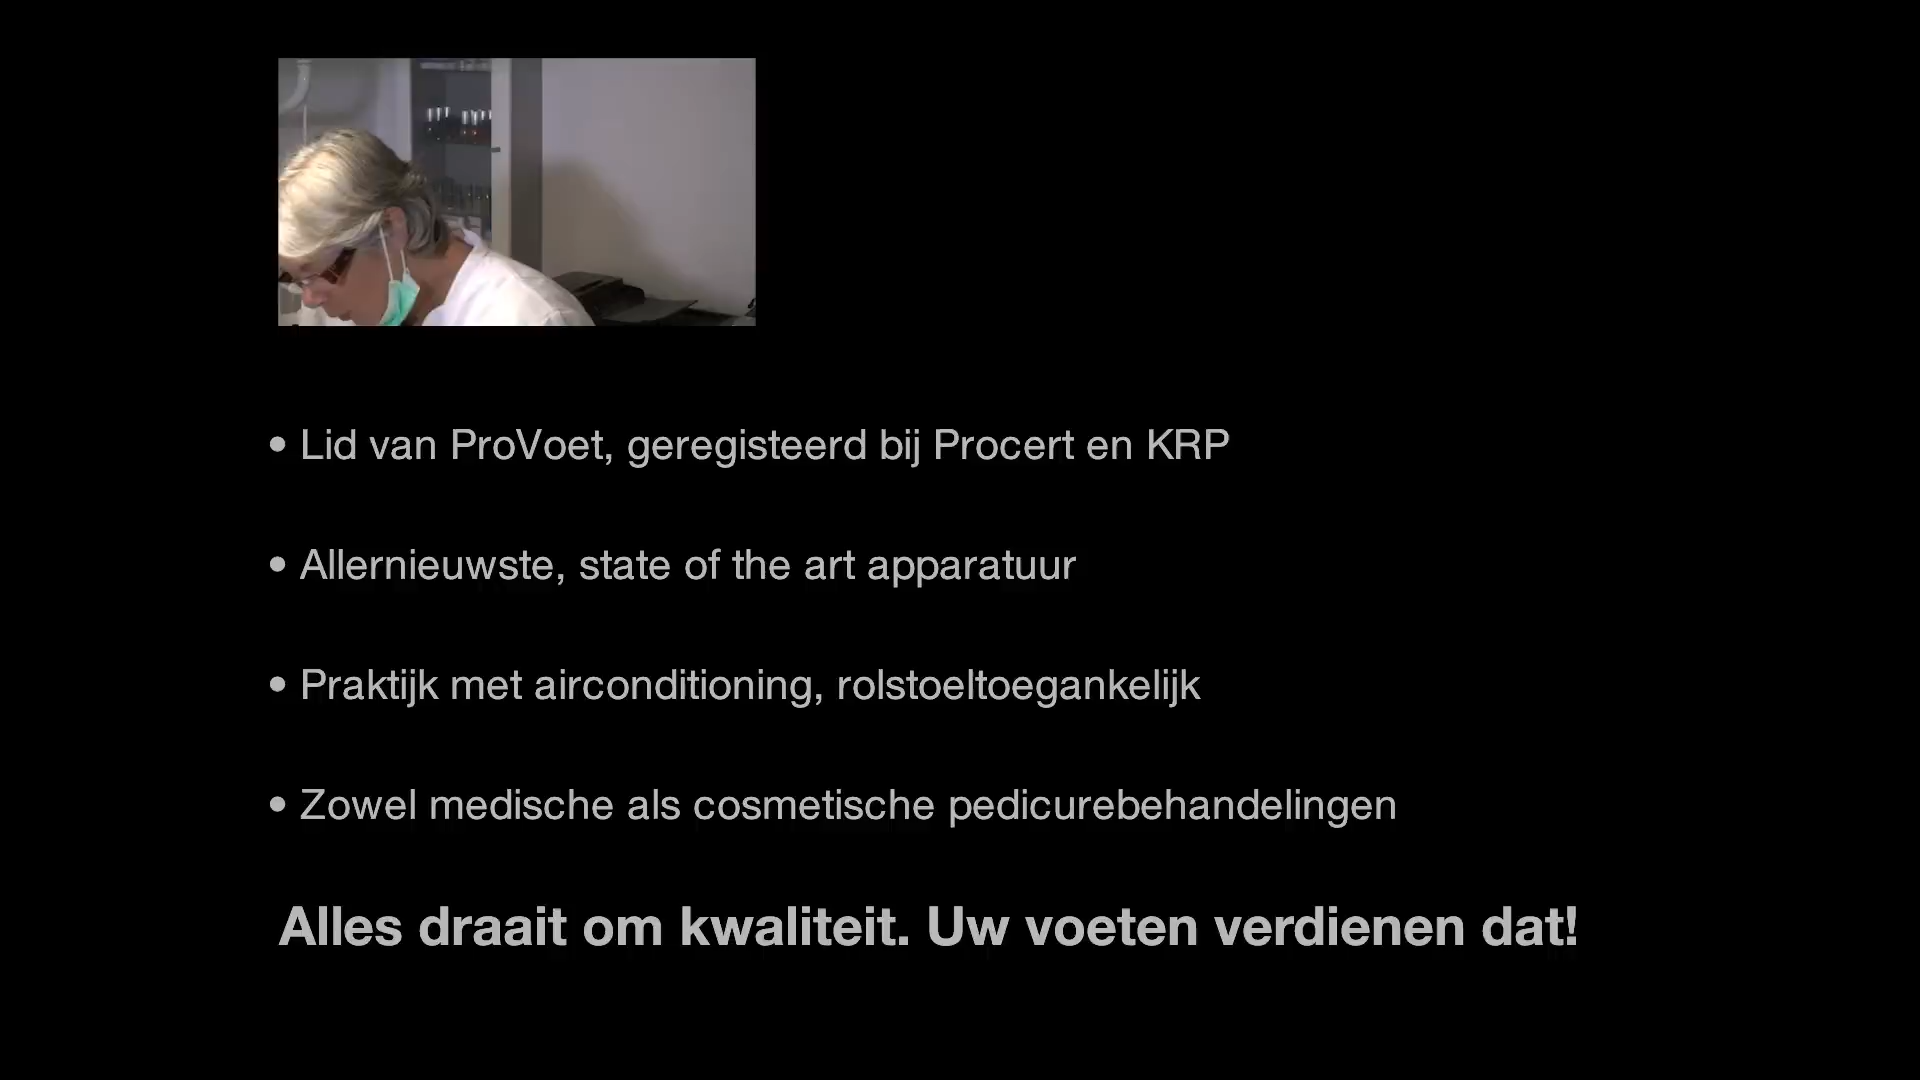 • Lid van ProVoet, geregisteerd bij Procert en KRP
• Allernieuwste, state of the art apparatuur
• Praktijk met airconditioning, rolstoeltoegankelijk
• Zowel medische als cosmetische pedicurebehandelingen
Alles draait om kwaliteit. Uw voeten verdienen dat!